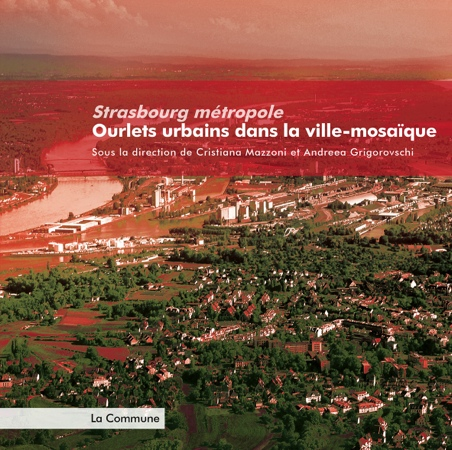 Strasbourg métropole
Ourlets urbains dans la ville-mosaïque
Sous la direction de Cristiana Mazzoni et Andreea Grigorovschi
La Commune